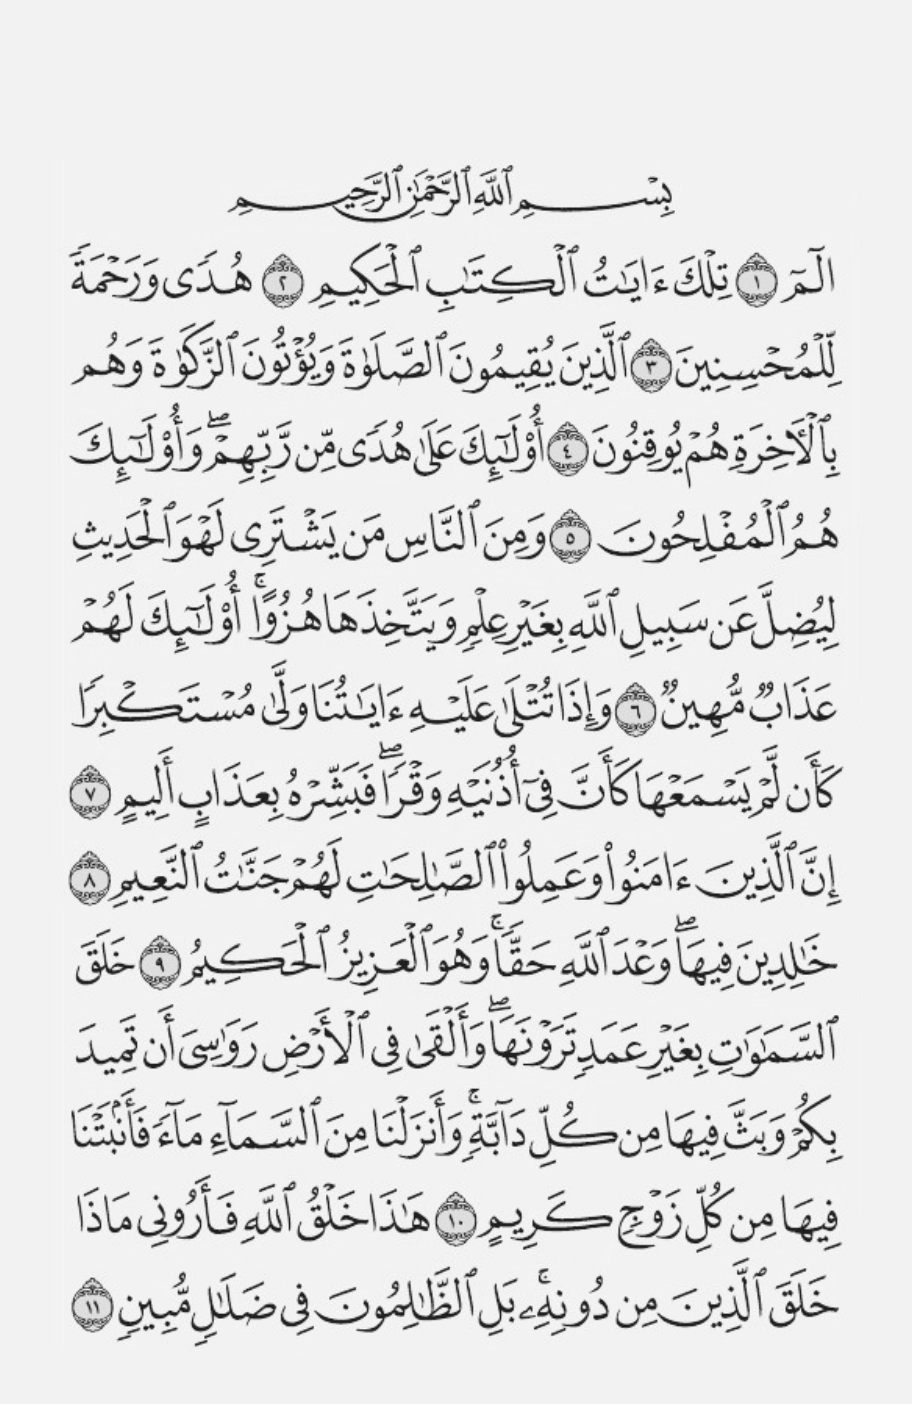 بِسْمِ ٱللَّهِ ٱلرَّحْمَٰنِ ٱلرَّحِيمِ
الٓمٓ ١ تِلْكَ ءَايَٰتُ ٱلْكِتَٰبِ ٱلْحَكِيمِ ٢ هُدًى وَرَحْمَةً
لِّلْمُحْسِنِينَ ٣ ٱلَّذِينَ يُقِيمُونَ ٱلصَّلَوٰةَ وَيُؤْتُونَ ٱلزَّكَوٰةَ وَهُم
بِٱلْأَخِرَةِ هُمْ يُوقِنُونَ ٤ أُوْلَٰٓئِكَ عَلَىٰ هُدًى مِّن رَّبِّهِمْۖ وَأُوْلَٰٓئِكَ
هُمُ ٱلْمُفْلِحُونَ ٥ وَمِنَ ٱلنَّاسِ مَن يَشْتَرِى لَهْوَ ٱلْحَدِيثِ
لِيُضِلَّ عَن سَبِيلِ ٱللَّهِ بِغَيْرِ عِلْمٍ وَيَتَّخِذَهَا هُزُوًاۚ أُوْلَٰٓئِكَ لَهُمْ
عَذَابٌ مُّهِينٌ ٦ وَإِذَا تُتْلَىٰ عَلَيْهِ ءَايَٰتُنَا وَلَّىٰ مُسْتَكْبِرًا
كَأَن لَّمْ يَسْمَعْهَا كَأَنَّ فِىٓ أُذُنَيْهِ وَقْرًاۖ فَبَشِّرْهُ بِعَذَابٍ أَلِيمٍ ٧
إِنَّ ٱلَّذِينَ ءَامَنُوا۟ وَعَمِلُوا۟ ٱلصَّٰلِحَٰتِ لَهُمْ جَنَّٰتُ ٱلنَّعِيمِ ٨
خَٰلِدِينَ فِيهَاۖ وَعْدَ ٱللَّهِ حَقًّاۚ وَهُوَ ٱلْعَزِيزُ ٱلْحَكِيمُ ٩ خَلَقَ
ٱلسَّمَٰوَٰتِ بِغَيْرِ عَمَدٍ تَرَوْنَهَاۖ وَأَلْقَىٰ فِى ٱلْأَرْضِ رَوَٰسِىَ أَن تَمِيدَ
بِكُمْ وَبَثَّ فِيهَا مِن كُلِّ دَآبَّةٍۚ وَأَنزَلْنَا مِنَ ٱلسَّمَآءِ مَآءً فَأَنۢبَتْنَا
فِيهَا مِن كُلِّ زَوْجٍ كَرِيمٍ ١٠ هَٰذَا خَلْقُ ٱللَّهِ فَأَرُونِى مَاذَا
خَلَقَ ٱلَّذِينَ مِن دُونِهِۦۚ بَلِ ٱلظَّٰلِمُونَ فِى ضَلَٰلٍ مُّبِينٍ ١١